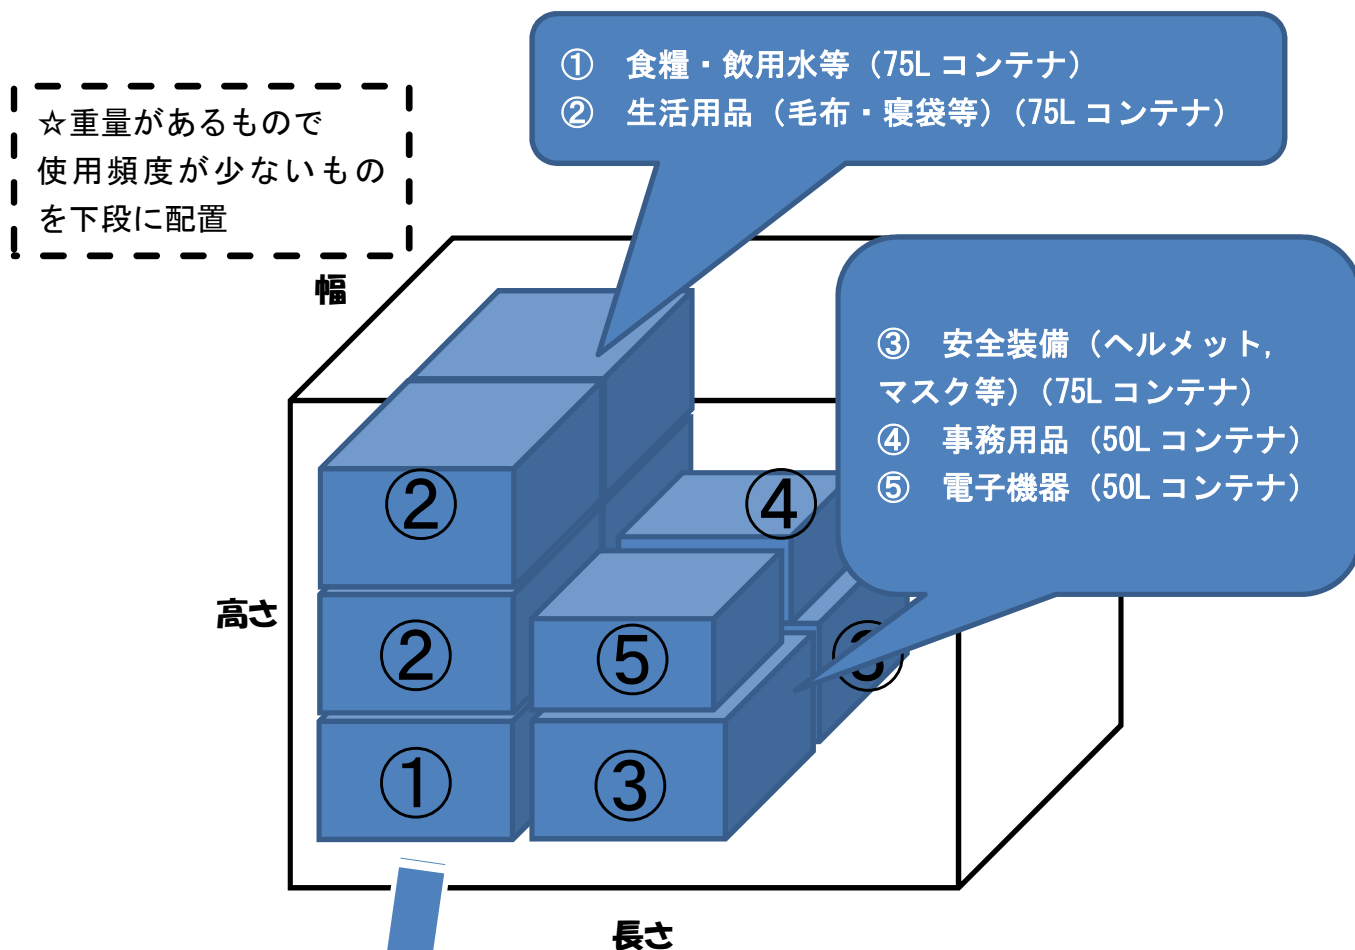 ① 食糧・飲用水等（75L コンテナ）
② 生活用品（毛布・寝袋等）（75L コンテナ）
☆重量があるもので
使用頻度が少ないもの
を下段に配置
幅
③ 安全装備（ヘルメット,
マスク等）（75L コンテナ）
④ 事務用品（50L コンテナ）
⑤ 電子機器（50L コンテナ）
②
④
高さ
②
⑤
③
①
③
長さ